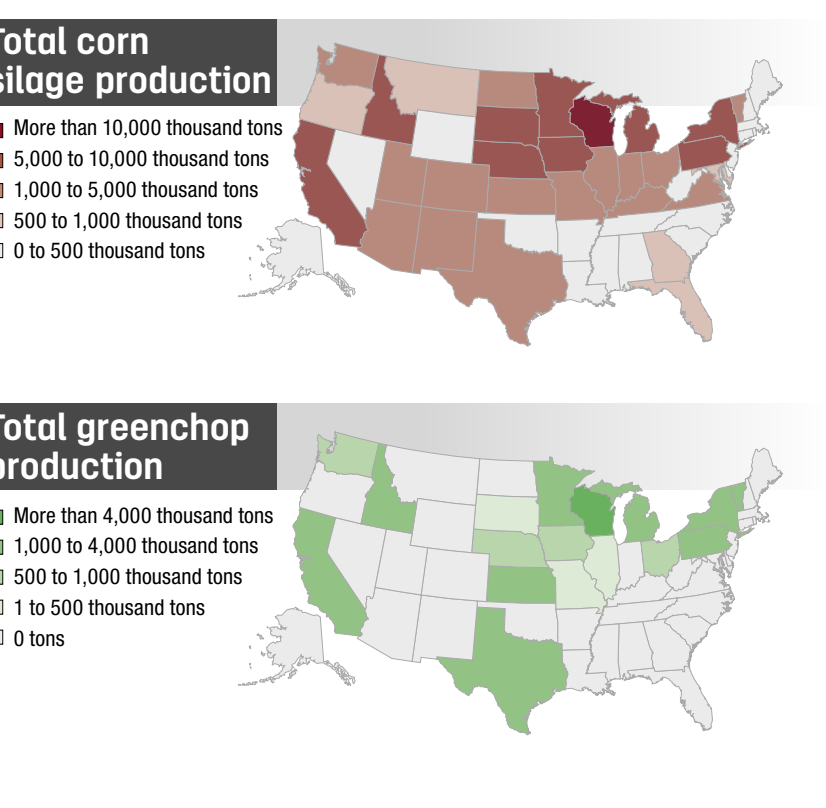 Total corn
silage production
More than 10,000 thousand tons
5,000 to 10,000 thousand tons
1,000 to 5,000 thousand tons
500 to 1,000 thousand tons
0 to 500 thousand tons
Total greenchop
production
More than 4,000 thousand tons
1,000 to 4,000 thousand tons
500 to 1,000 thousand tons
1 to 500 thousand tons
0 tons